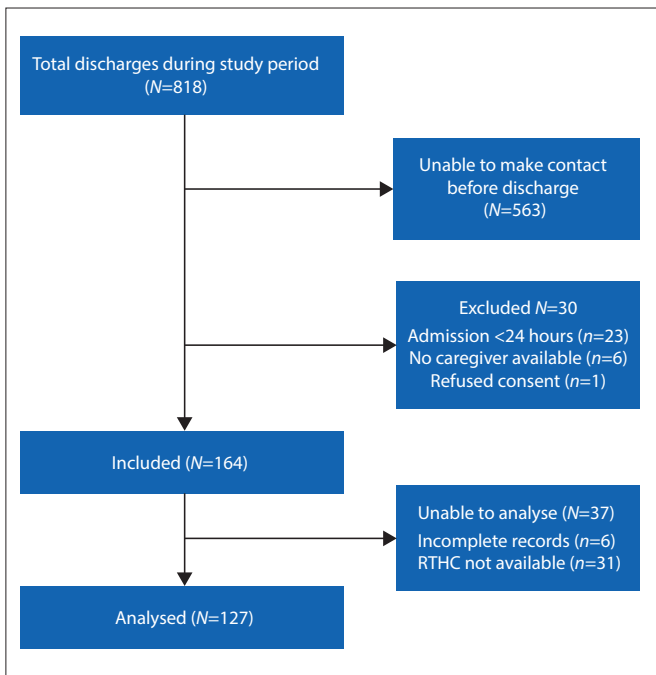 Total discharges during study period
(N=818)
Unable to make contact
before discharge
(N=563)
Excluded N=30
Admission <24 hours (n=23)
No caregiver available (n=6)
Refused consent (n=1)
Included (N=164)
Unable to analyse (N=37)
Incomplete records (n=6)
RTHC not available (n=31)
Analysed (N=127)